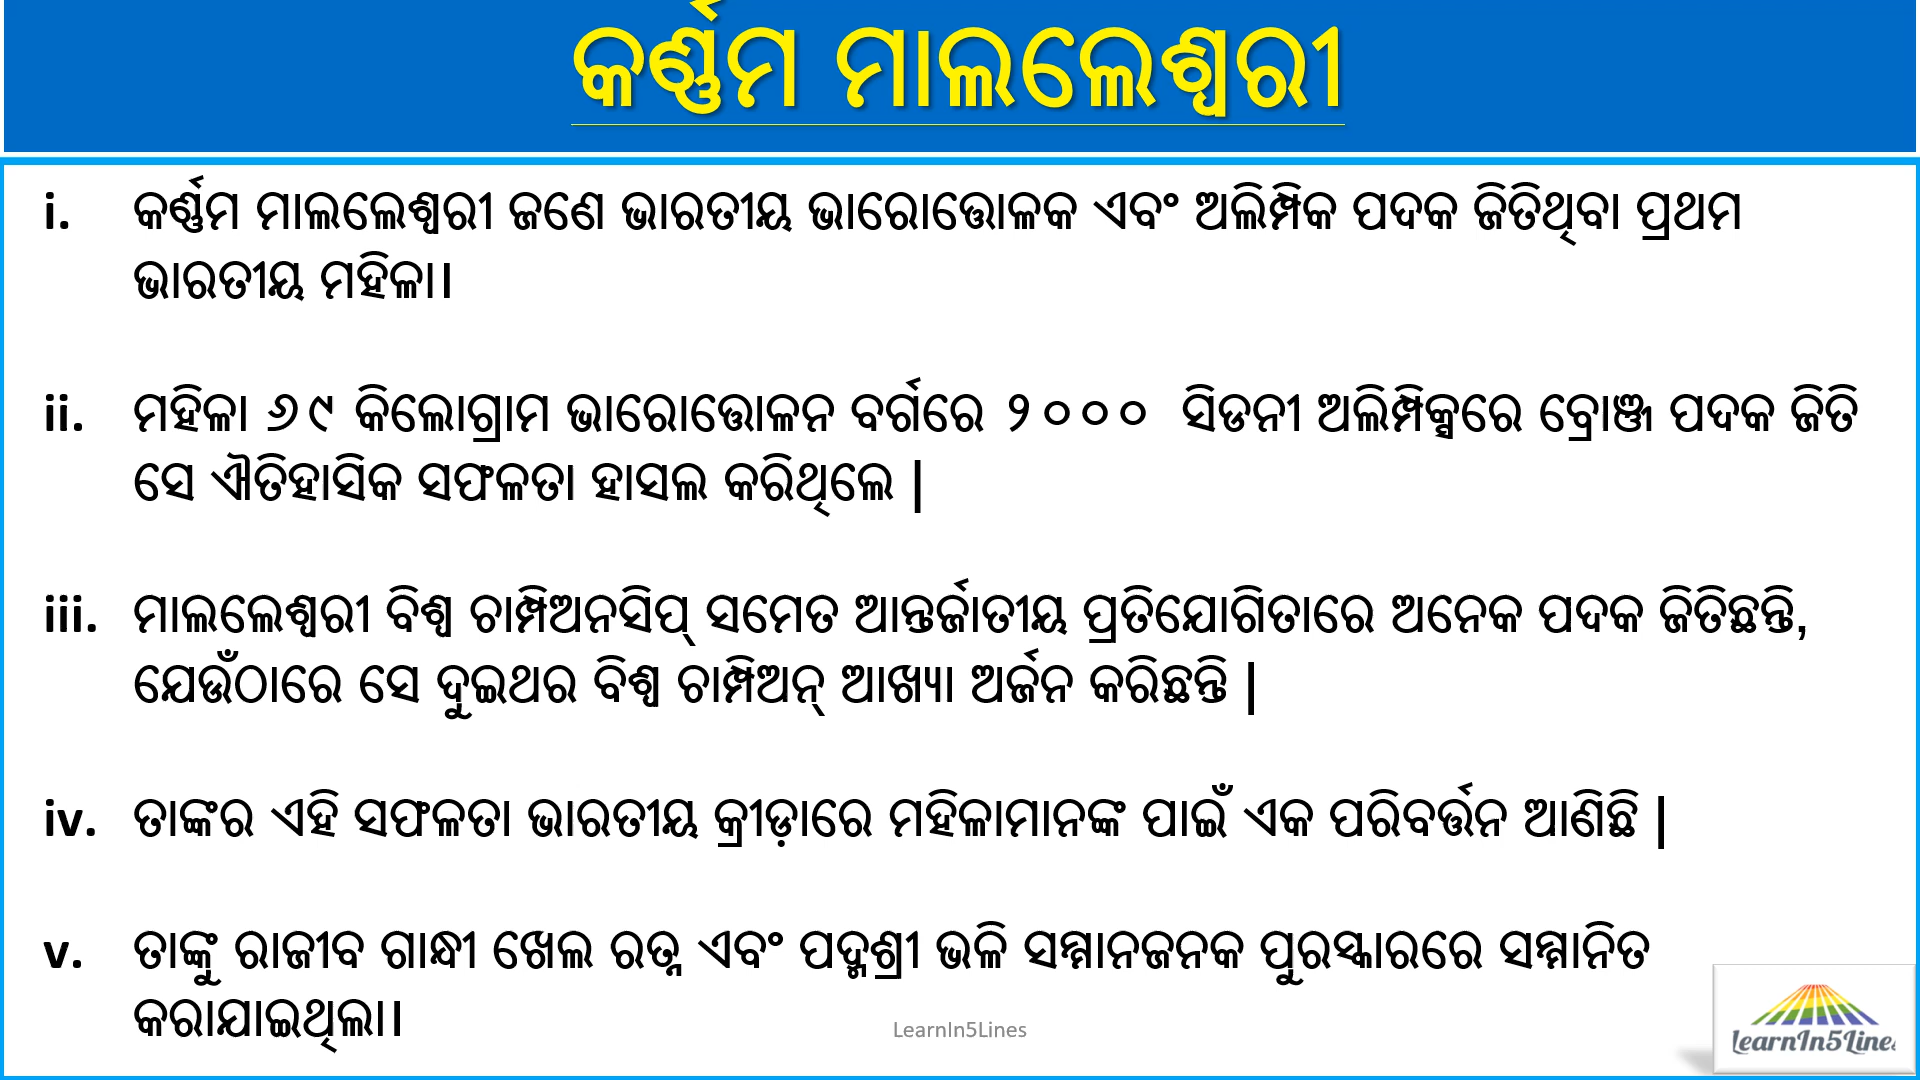 କର୍ଣ୍ଣମ ମାଲଲେଶ୍ୱରୀ
i. କର୍ଣ୍ଣମ ମାଲଲେଶ୍ୱରୀ ଜଣେ ଭାରତୀୟ ଭାରୋତ୍ତୋଳକ ଏବଂ ଅଲିମ୍ପିକ ପଦକ ଜିତିଥିବା ପ୍ରଥମ
ଭାରତୀୟ ମହିଳା।
ii. ମହିଳା ୬୯ କିଲୋଗ୍ରାମ ଭାରୋତ୍ତୋଳନ ବର୍ଗରେ ୨୦୦୦ ସିଡନୀ ଅଲିମ୍ପିକ୍ସରେ ବ୍ରୋଞ୍ଜ ପଦକ ଜିତି
ସେ ଐତିହାସିକ ସଫଳତା ହାସଲ କରିଥିଲେ |
iii. ମାଲଲେଶ୍ୱରୀ ବିଶ୍ୱ ଚାମ୍ପିଅନସିପ୍ ସମେତ ଆନ୍ତର୍ଜାତୀୟ ପ୍ରତିଯୋଗିତାରେ ଅନେକ ପଦକ ଜିତିଛନ୍ତି,
ଯେଉଁଠାରେ ସେ ଦୁଇଥର ବିଶ୍ୱ ଚାମ୍ପିଅନ୍ ଆଖ୍ୟା ଅର୍ଜନ କରିଛନ୍ତି |
iv. ତାଙ୍କର ଏହି ସଫଳତା ଭାରତୀୟ କ୍ରୀଡ଼ାରେ ମହିଳାମାନଙ୍କ ପାଇଁ ଏକ ପରିବର୍ତ୍ତନ ଆଣିଛି |
v. ତାଙ୍କୁ ରାଜୀବ ଗାନ୍ଧୀ ଖେଲ ରତ୍ନ ଏବଂ ପଦ୍ମଶ୍ରୀ ଭଳି ସମ୍ମାନଜନକ ପୁରସ୍କାରରେ ସମ୍ମାନିତ
କରାଯାଇଥିଲା।
LearnIn5Lines
LearnIn5Lines